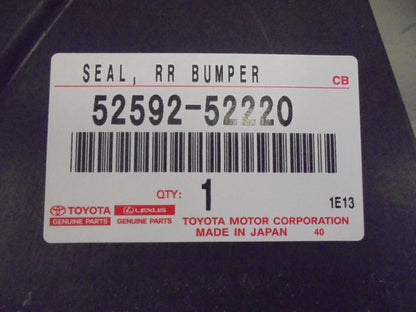 SEAL, RR BUMPER
CB
52592-52220
QTY: 1
1E13
TOYOTA LEXUS
GENUINE PARTS GENUINE PARTS
TOYOTA MOTOR CORPORATION
MADE IN JAPAN 40